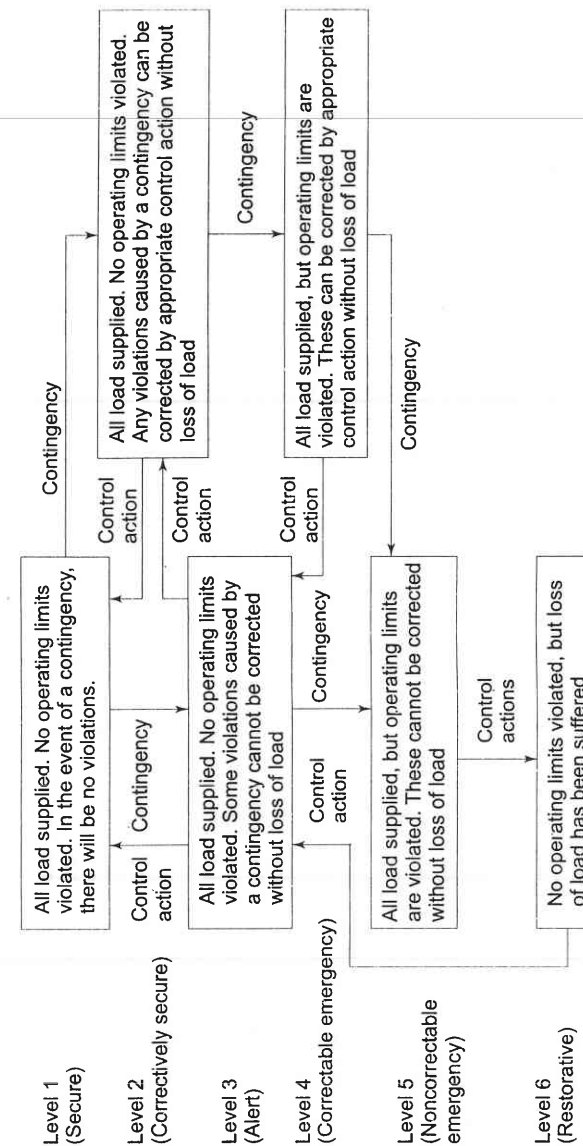 Level 1
(Secure)
All load supplied. No operating limits
violated. In the event of a contingency,
there will be no violations.
Contingency
Level 2
(Correctively secure)
Control
action
Contingency
Control
action
All load supplied. No operating limits violated.
Any violations caused by a contingency can be
corrected by appropriate control action without
loss of load
Level 3
(Alert)
All load supplied. No operating limits
violated. Some violations caused by
a contingency cannot be corrected
without loss of load
Control
action
Contingency
Level 4
(Correctable emergency)
Control
action
Contingency
Control
action
All load supplied, but operating limits are
violated. These can be corrected by appropriate
control action without loss of load
Level 5
(Noncorrectable
emergency)
All load supplied, but operating limits
are violated. These cannot be corrected
without loss of load
Contingency
Control
actions
Level 6
(Restorative)
No operating limits violated, but loss
of load has been suffered